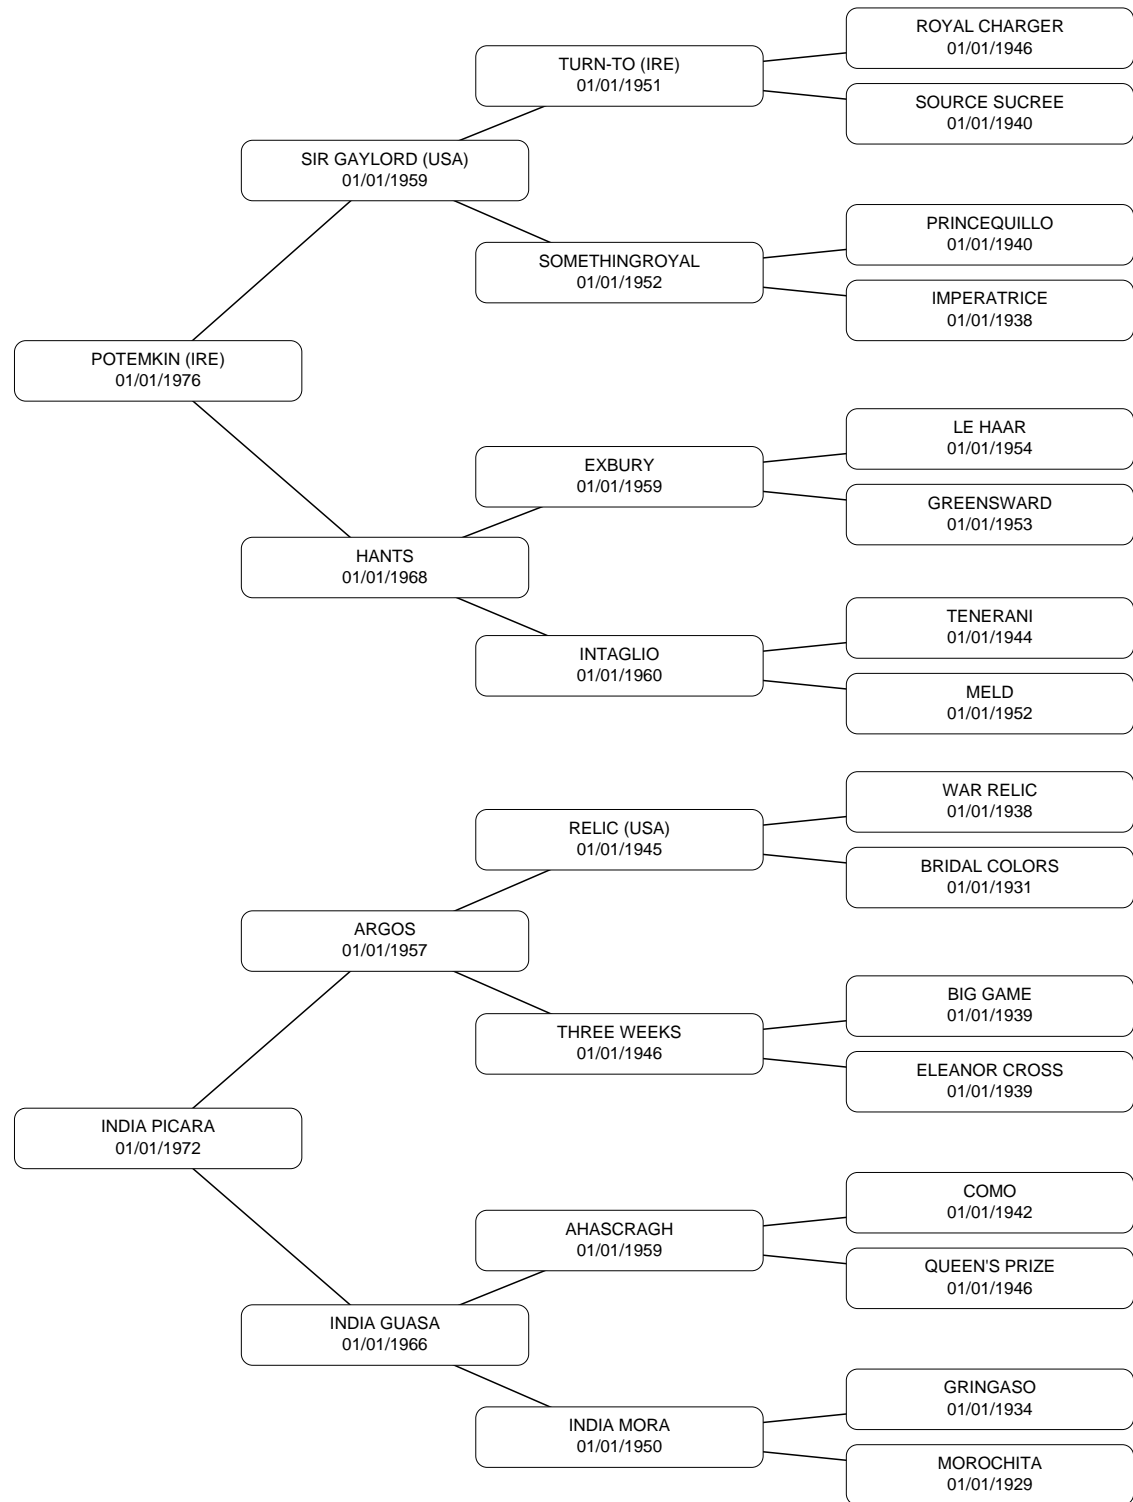 ROYAL CHARGER
01/01/1946
TURN-TO (IRE)
01/01/1951
SOURCE SUCREE
01/01/1940
SIR GAYLORD (USA)
01/01/1959
PRINCEQUILLO
01/01/1940
SOMETHINGROYAL
01/01/1952
IMPERATRICE
01/01/1938
POTEMKIN (IRE)
01/01/1976
LE HAAR
01/01/1954
EXBURY
01/01/1959
GREENSWARD
01/01/1953
HANTS
01/01/1968
TENERANI
01/01/1944
INTAGLIO
01/01/1960
MELD
01/01/1952
WAR RELIC
01/01/1938
RELIC (USA)
01/01/1945
BRIDAL COLORS
01/01/1931
ARGOS
01/01/1957
BIG GAME
01/01/1939
THREE WEEKS
01/01/1946
ELEANOR CROSS
01/01/1939
INDIA PICARA
01/01/1972
COMO
01/01/1942
AHASCRAGH
01/01/1959
QUEEN'S PRIZE
01/01/1946
INDIA GUASA
01/01/1966
GRINGASO
01/01/1934
INDIA MORA
01/01/1950
MOROCHITA
01/01/1929